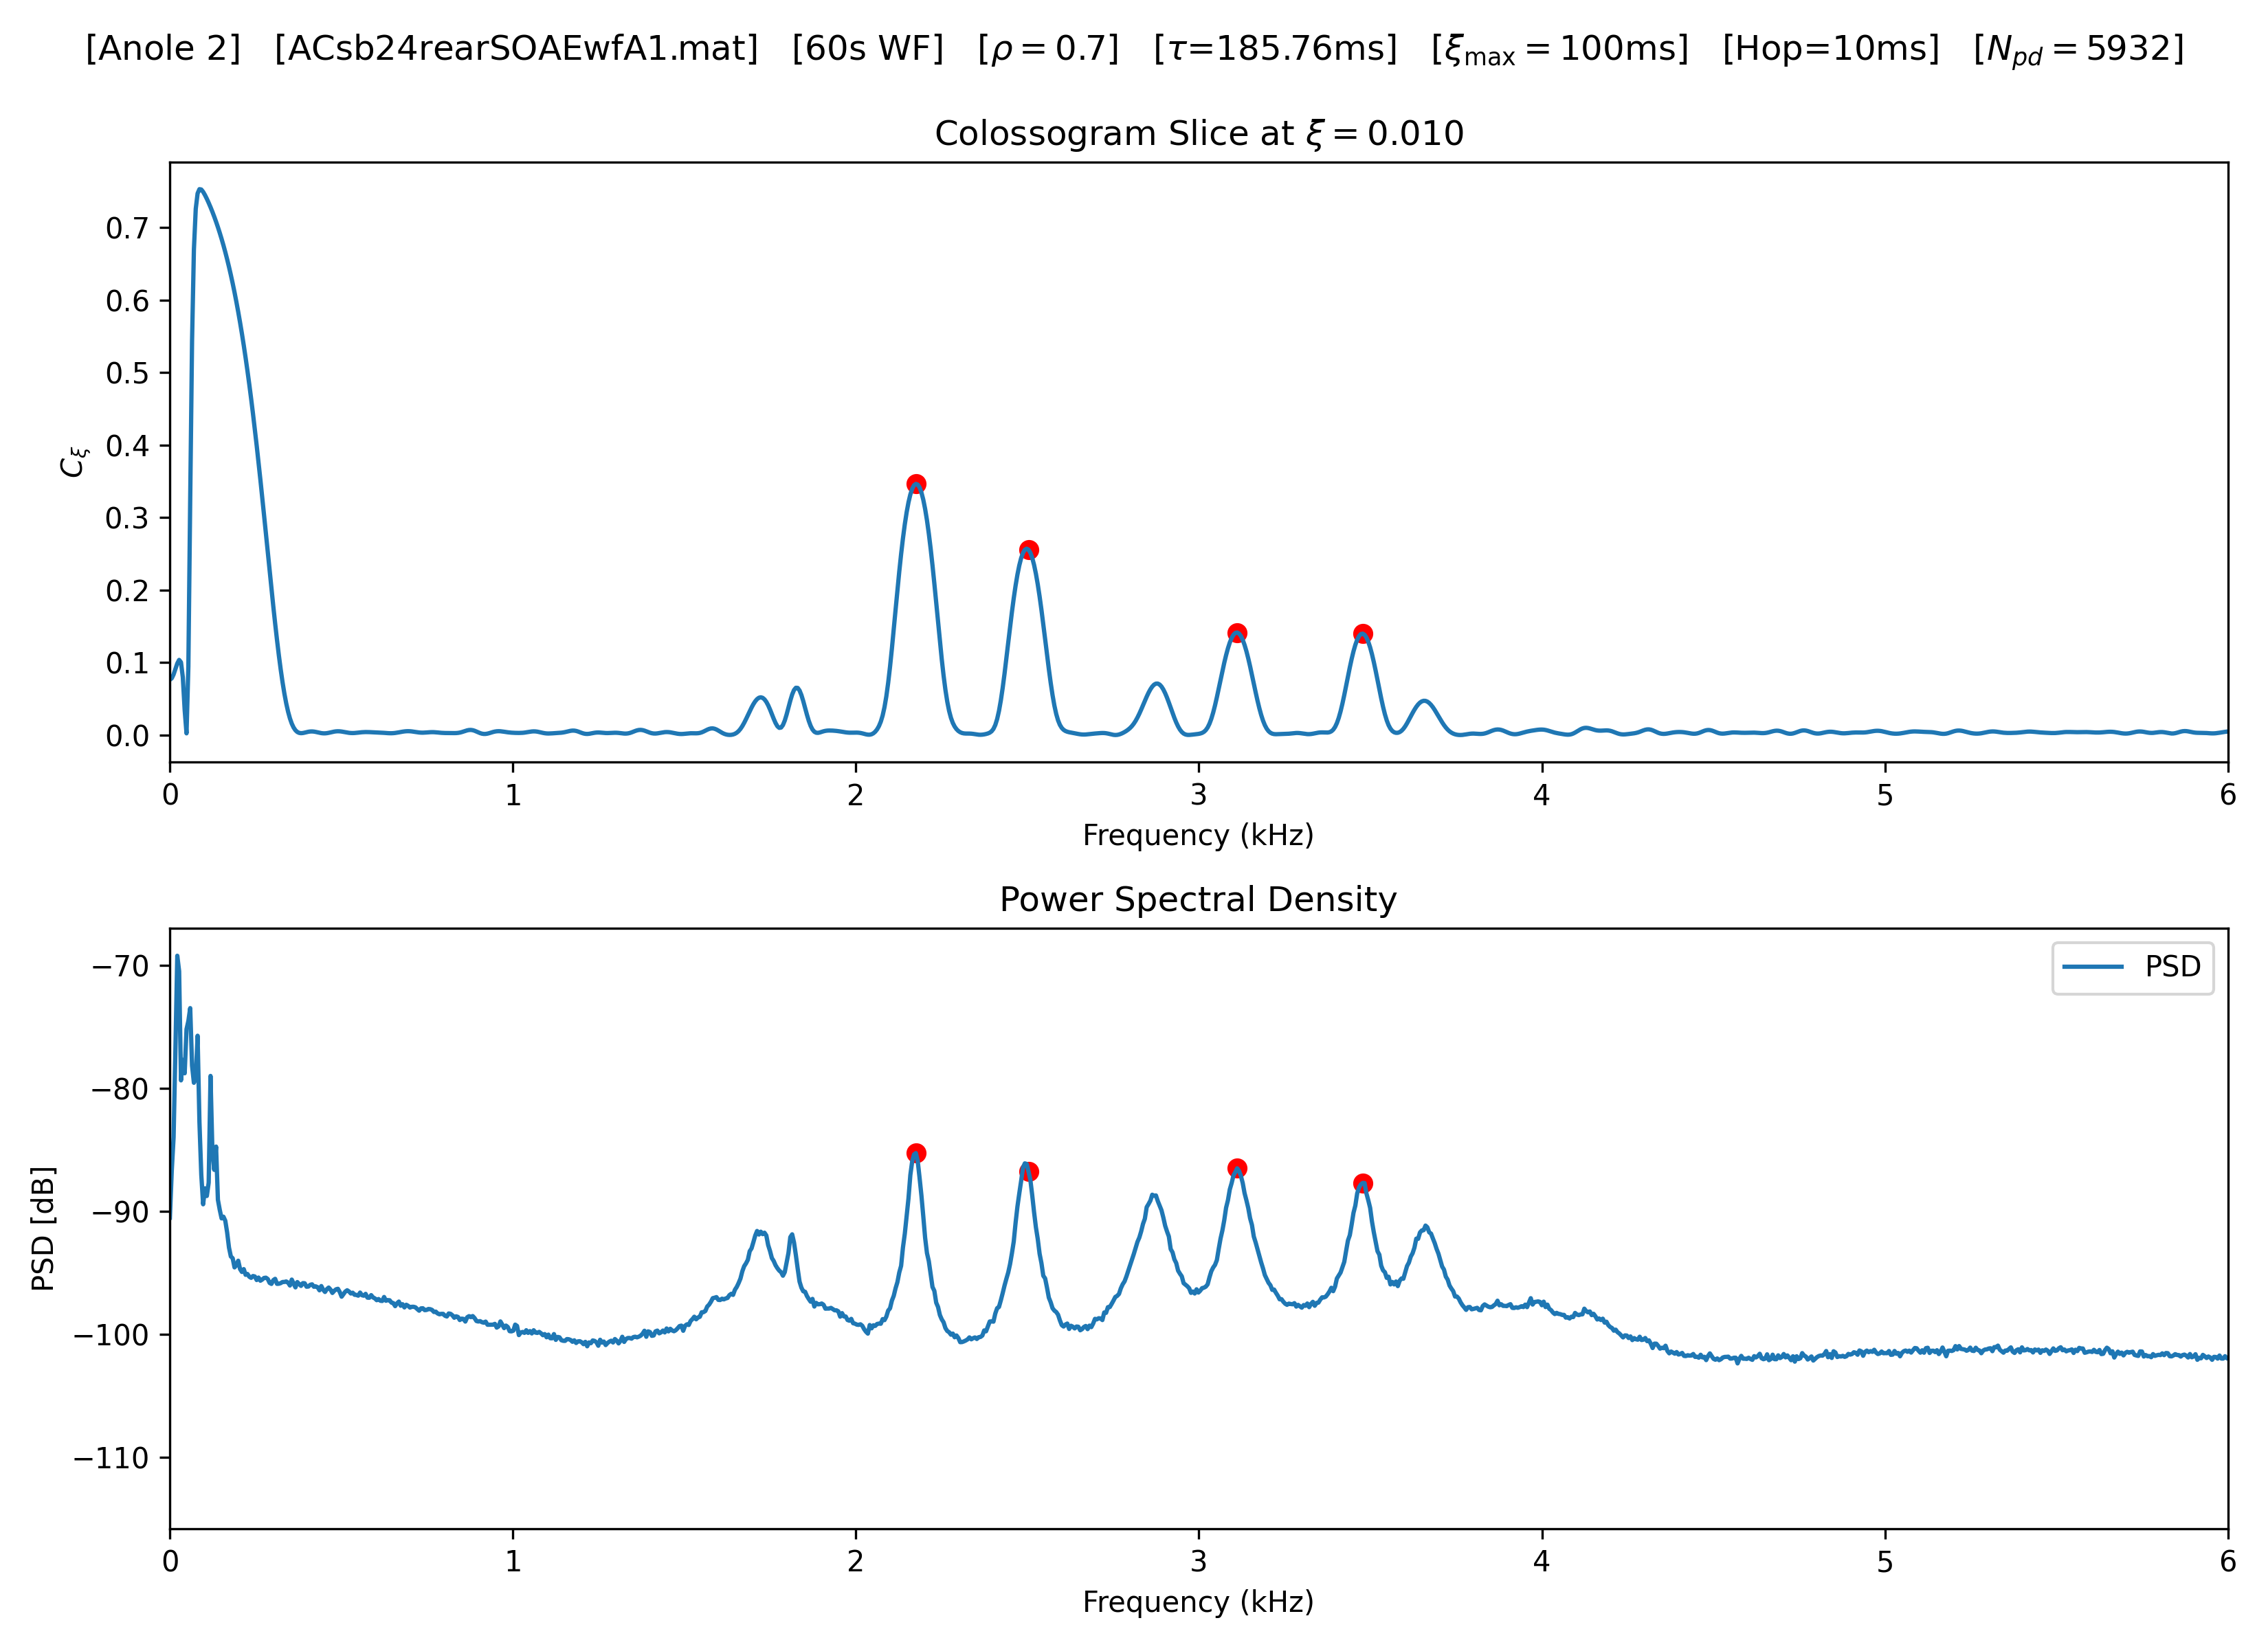 [Anole 2] [ACsb24rearSOAEwfA1.mat] [60s WF] [ρ = 0.7] [τ=185.76ms] [ξmax = 100ms] [Hop=10ms] [Npd = 5932]
Colossogram Slice at ξ = 0.010
Cξ
0.7
0.6
0.5
0.4
0.3
0.2
0.1
0.0
0 1 2 3 4 5 6
Frequency (kHz)
Power Spectral Density
PSD
PSD [dB]
−70
−80
−90
−100
−110
0 1 2 3 4 5 6
Frequency (kHz)